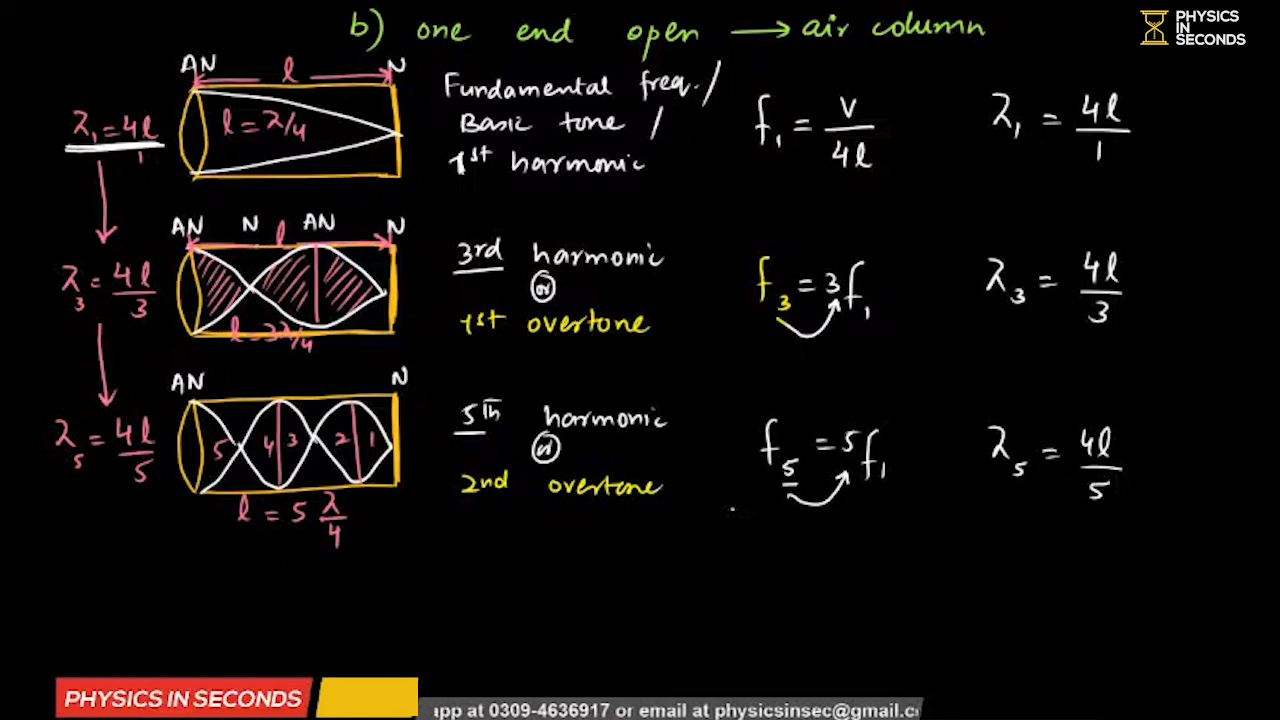 b) one end open → air column
PHYSICS
IN
SECONDS
AN l N
λ₁ = 4l/1
l = λ/4
Fundamental freq. /
Basic tone /
1st harmonic
f₁ = v/4l
λ₁ = 4l/1
AN N AN N
l
λ₃ = 4l/3
l = 3λ/4
3rd harmonic
or
1st overtone
f₃ = 3f₁
λ₃ = 4l/3
AN N
λ₅ = 4l/5
5 4 3 2 1
l = 5 λ/4
5th harmonic
or
2nd overtone
f₅ = 5f₁
λ₅ = 4l/5
PHYSICS IN SECONDS
app at 0309-4636917 or email at physicsinsec@gmail.c